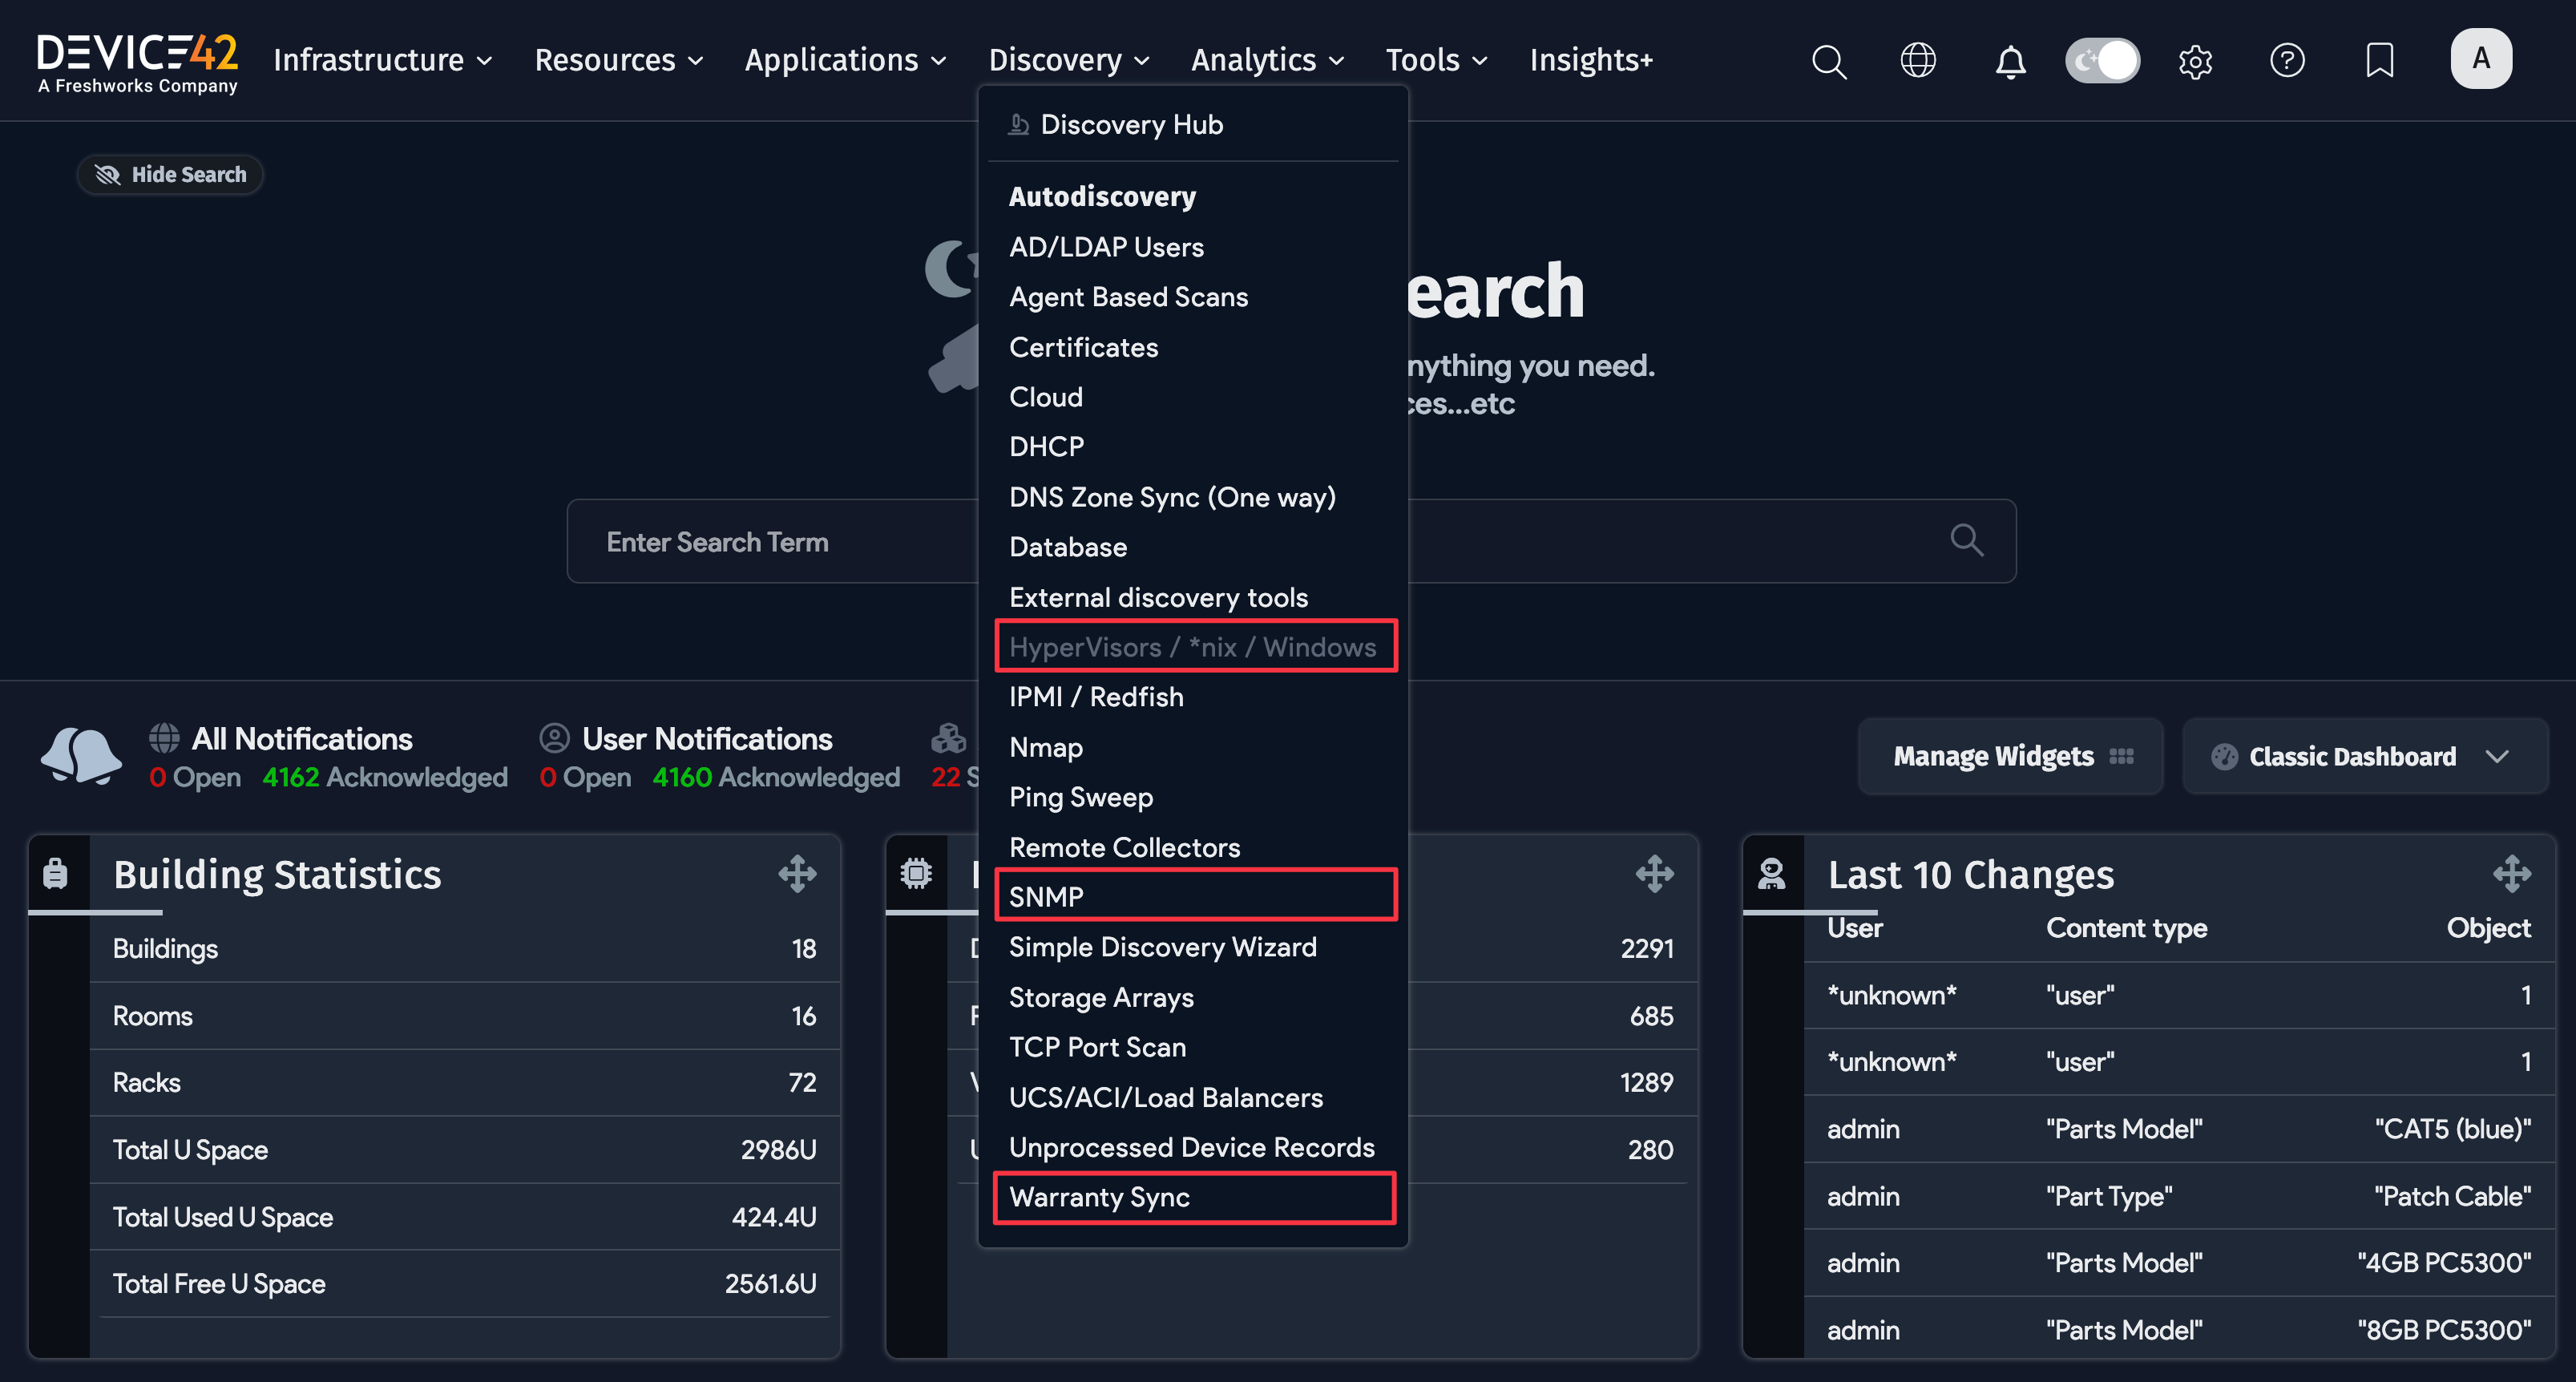 DEVICE42
A Freshworks Company
Infrastructure
Resources
Applications
Discovery
Analytics
Tools
Insights+
A
Hide Search
Discovery Hub
Autodiscovery
AD/LDAP Users
Agent Based Scans
Certificates
Cloud
DHCP
DNS Zone Sync (One way)
Database
External discovery tools
HyperVisors / *nix / Windows
IPMI / Redfish
Nmap
Ping Sweep
Remote Collectors
SNMP
Simple Discovery Wizard
Storage Arrays
TCP Port Scan
UCS/ACI/Load Balancers
Unprocessed Device Records
Warranty Sync
earch
nything you need.
ces...etc
Enter Search Term
All Notifications
0 Open 4162 Acknowledged
User Notifications
0 Open 4160 Acknowledged
22 S
Manage Widgets
Classic Dashboard
Building Statistics
Buildings 18
Rooms 16
Racks 72
Total U Space 2986U
Total Used U Space 424.4U
Total Free U Space 2561.6U
2291
685
1289
280
Last 10 Changes
User Content type Object
*unknown* "user" 1
*unknown* "user" 1
admin "Parts Model" "CAT5 (blue)"
admin "Part Type" "Patch Cable"
admin "Parts Model" "4GB PC5300"
admin "Parts Model" "8GB PC5300"